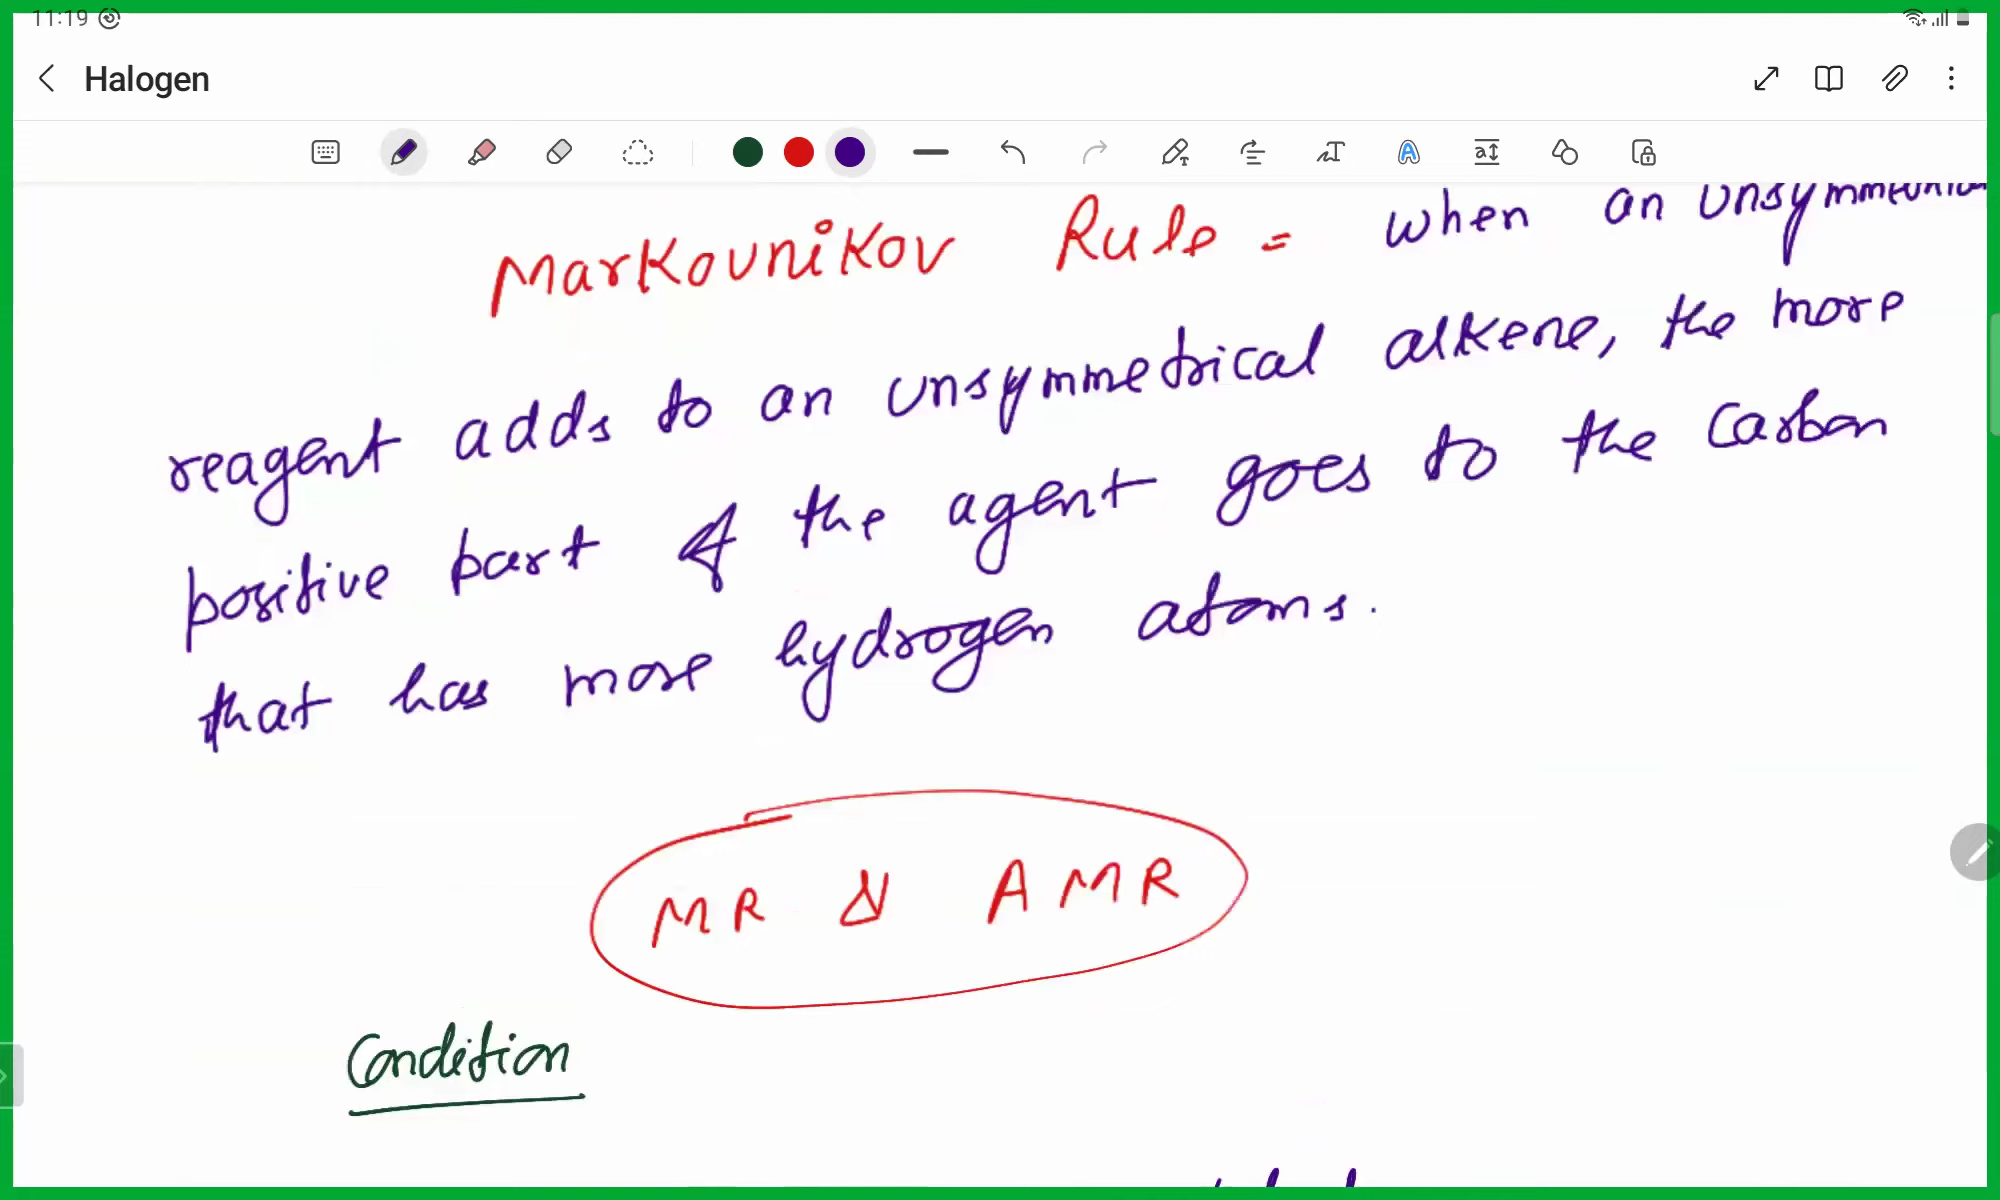 11:19
Halogen
Markovnikov Rule = when an unsymmetrical
reagent adds to an unsymmetrical alkene, the more
positive part of the agent goes to the carbon
that has more hydrogen atoms.
MR & AMR
Condition